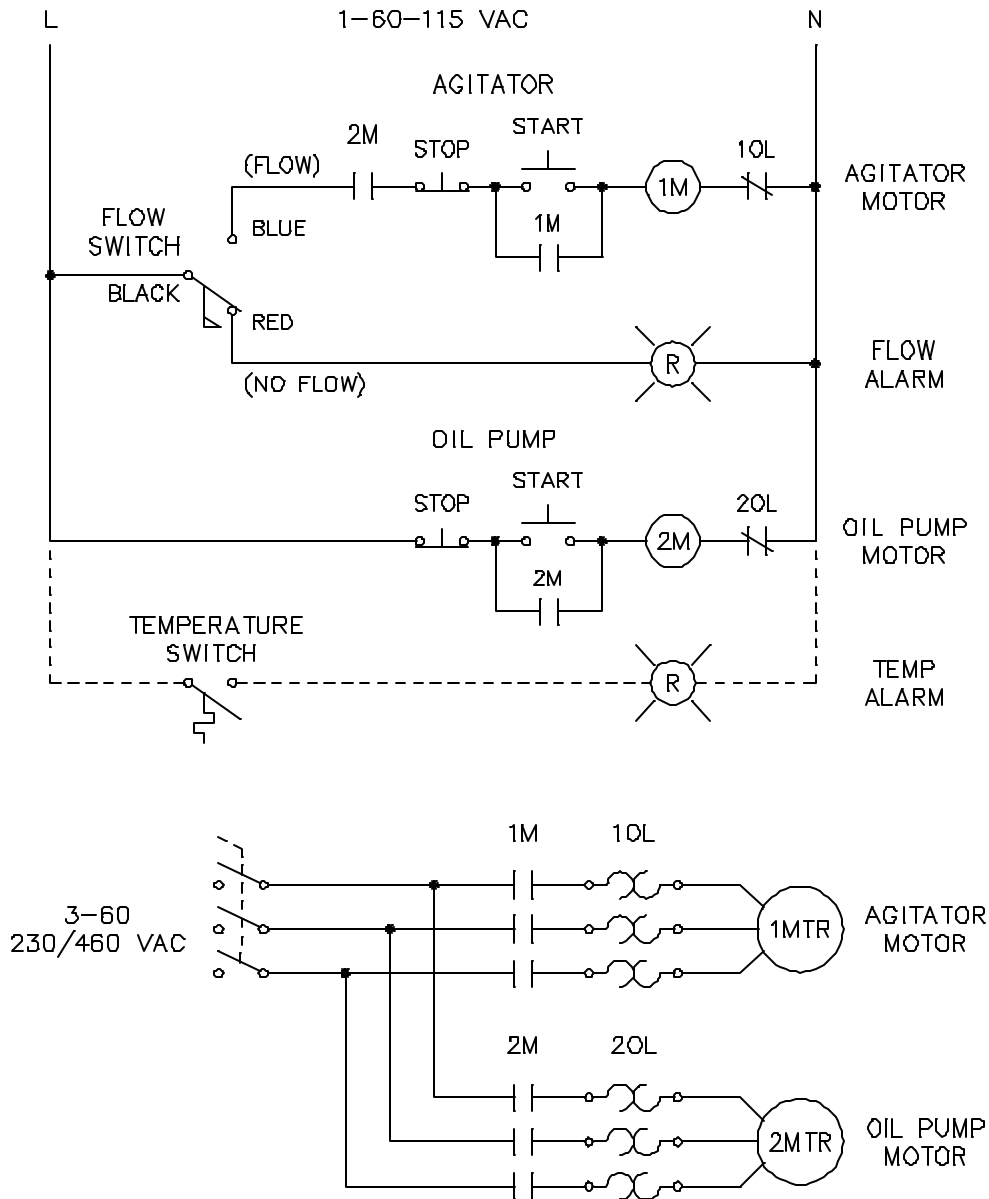 L
1-60-115 VAC
N
AGITATOR
START
2M
STOP
1OL
(FLOW)
1M
AGITATOR
MOTOR
FLOW
SWITCH
BLUE
1M
BLACK
RED
(NO FLOW)
R
FLOW
ALARM
OIL PUMP
START
STOP
2OL
2M
OIL PUMP
MOTOR
2M
TEMPERATURE
SWITCH
R
TEMP
ALARM
1M
1OL
3-60
230/460 VAC
1MTR
AGITATOR
MOTOR
2M
2OL
2MTR
OIL PUMP
MOTOR